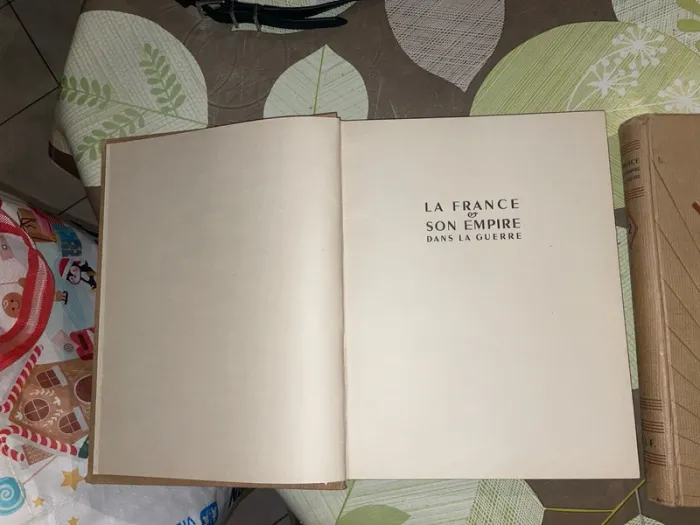 LA FRANCE
&
SON EMPIRE
DANS LA GUERRE